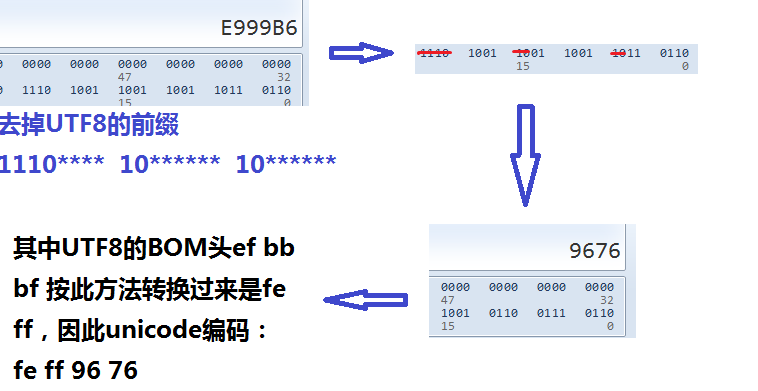 E999B6
0 0000 0000 0000 0000 0000 0000
47 32
0 1110 1001 1001 1001 1011 0110
15 0
1110 1001 1001 1001 1011 0110
15 0
去掉UTF8的前缀
1110**** 10****** 10******
9676
0000 0000 0000 0000
47 32
1001 0110 0111 0110
15 0
其中UTF8的BOM头ef bb
bf 按此方法转换过来是fe
ff，因此unicode编码：
fe ff 96 76